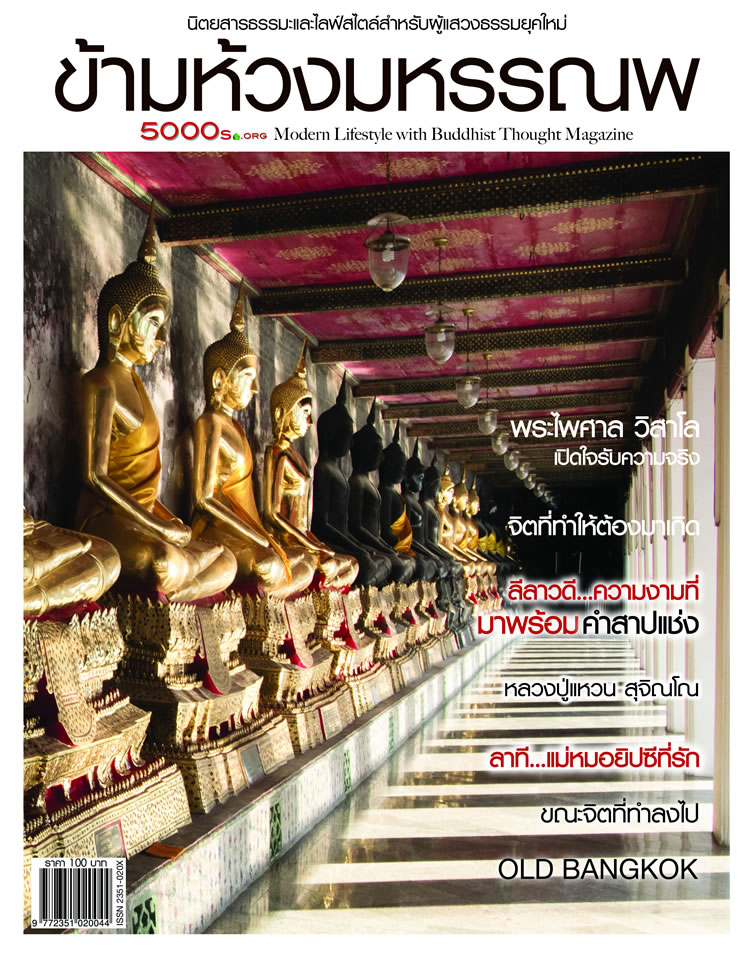 นิตยสารธรรมะและไลฟ์สไตล์สำหรับผู้แสวงธรรมยุคใหม่
ข้ามห้วงมหรรณพ
5000s.ORG Modern Lifestyle with Buddhist Thought Magazine
พระไพศาล วิสาโล
เปิดใจรับความจริง
จิตที่ทำให้ต้องมาเกิด
ลีลาวดี...ความงามที่
มาพร้อมคำสาปแช่ง
หลวงปู่แหวน สุจิณโณ
ลาที...แม่หมอยิปซีที่รัก
ขณะจิตที่ทำลงไป
OLD BANGKOK
ราคา 100 บาท
ISSN 2351-020X
9 772351 020044